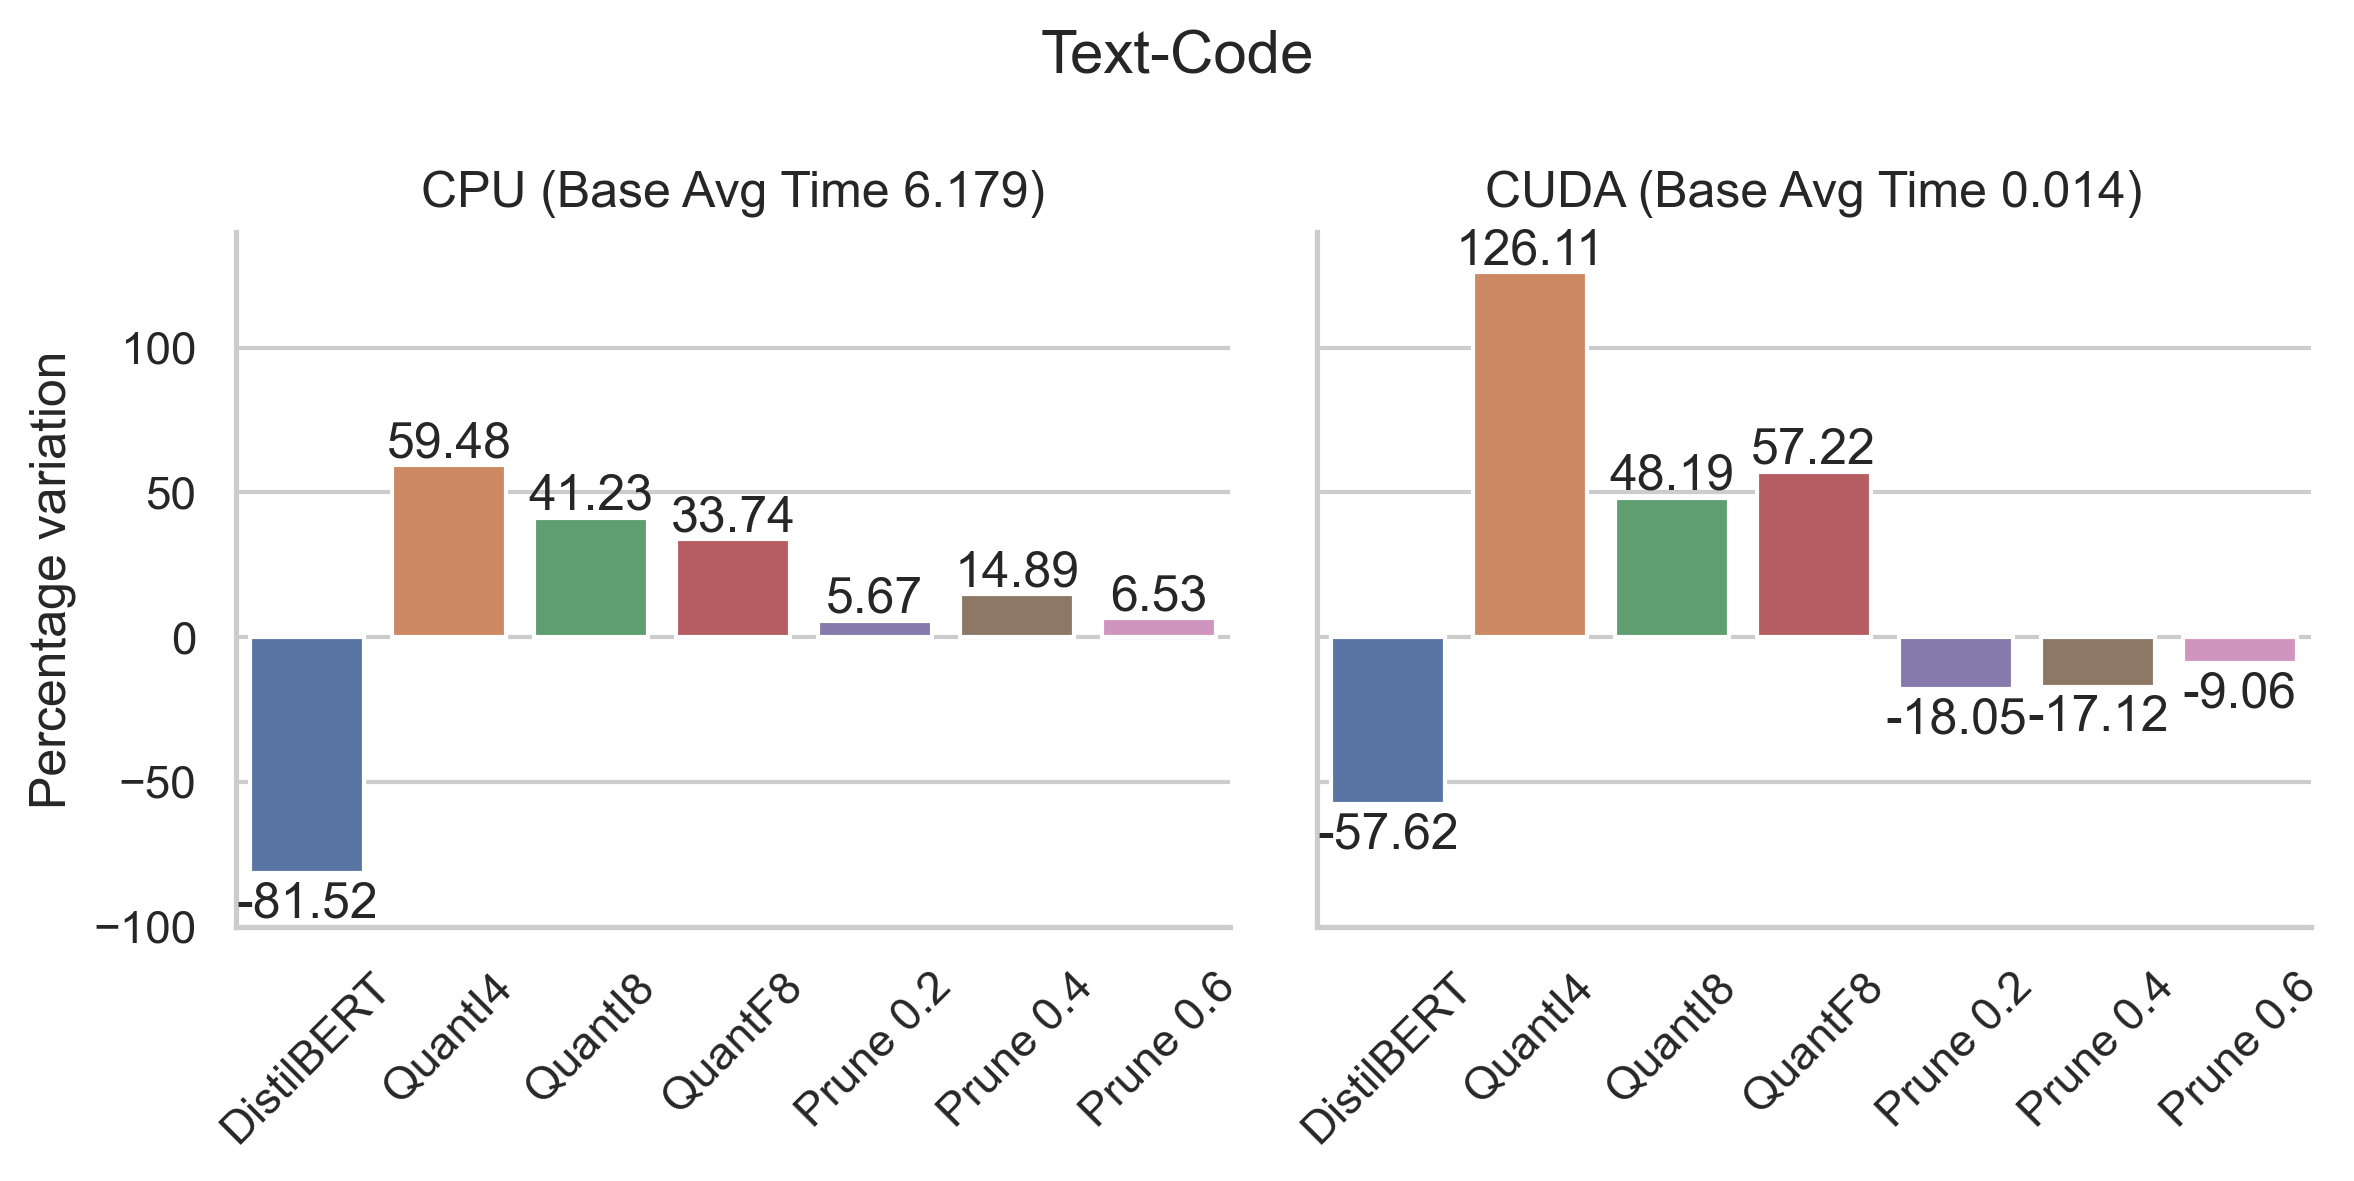 Text-Code
CPU (Base Avg Time 6.179)
Percentage variation
100
50
0
−50
−100
-81.52
59.48
41.23
33.74
5.67
14.89
6.53
DistilBERT
QuantI4
QuantI8
QuantF8
Prune 0.2
Prune 0.4
Prune 0.6
CUDA (Base Avg Time 0.014)
-57.62
126.11
48.19
57.22
-18.05
-17.12
-9.06
DistilBERT
QuantI4
QuantI8
QuantF8
Prune 0.2
Prune 0.4
Prune 0.6